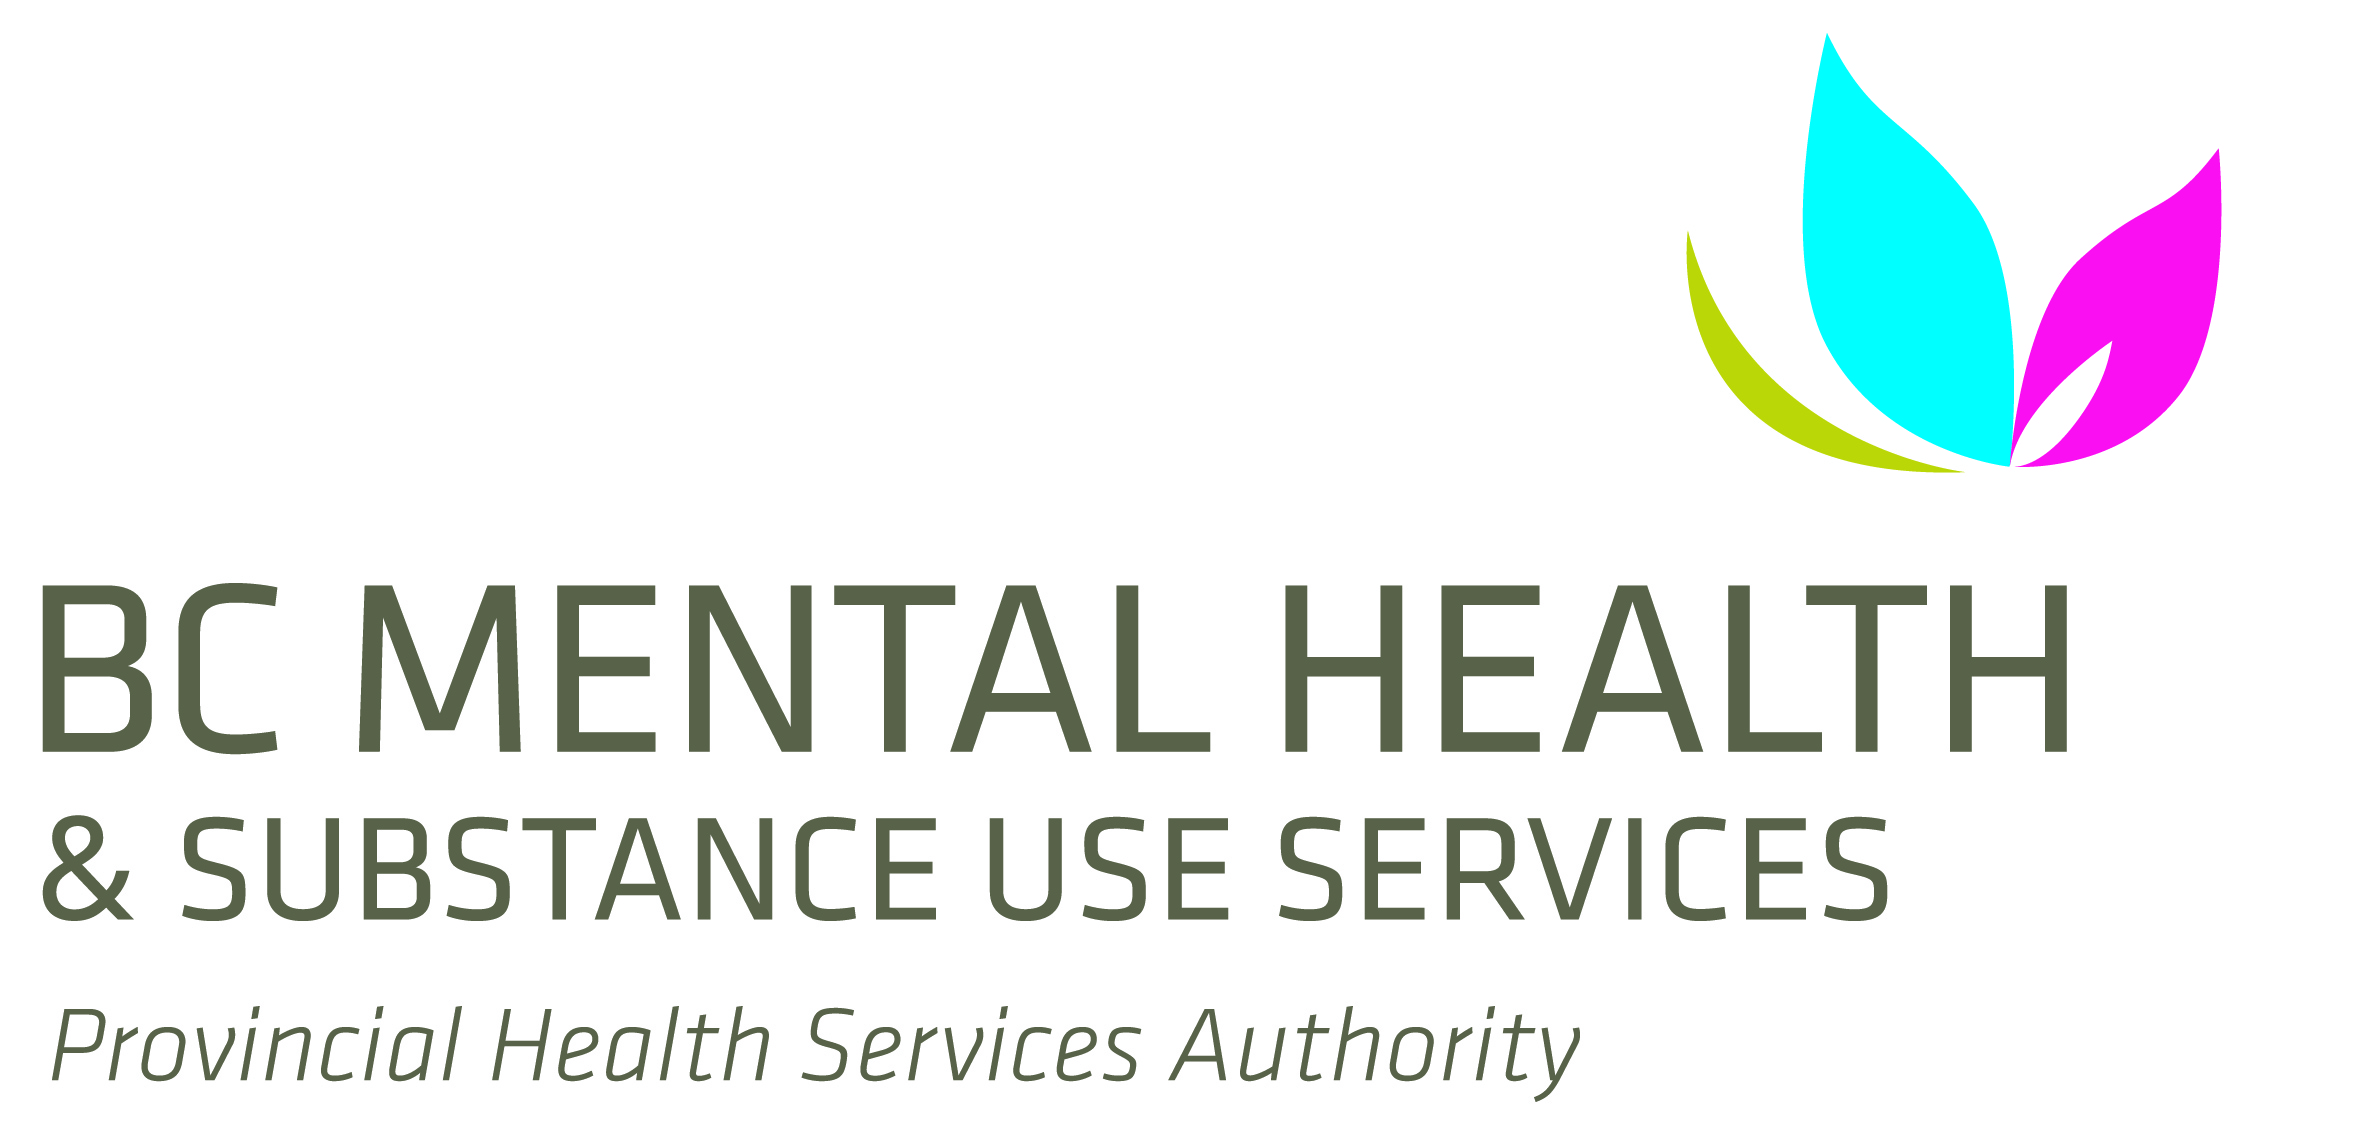 BC MENTAL HEALTH
& SUBSTANCE USE SERVICES
Provincial Health Services Authority